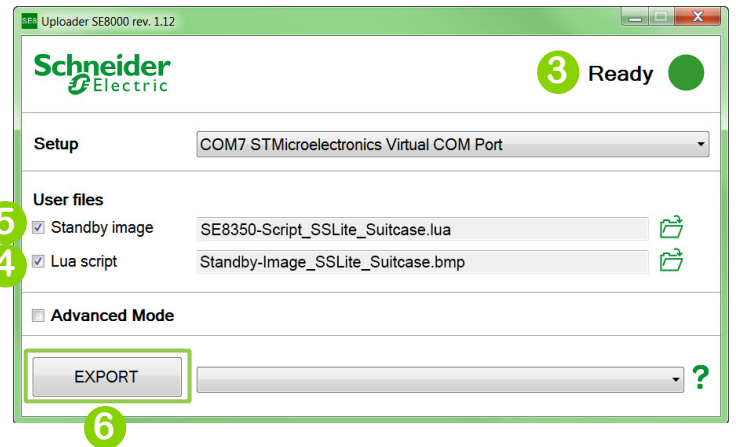 SE8 Uploader SE8000 rev. 1.12
Schneider
Electric
3 Ready
Setup COM7 STMicroelectronics Virtual COM Port
User files
5 Standby image SE8350-Script_SSLite_Suitcase.lua
4 Lua script Standby-Image_SSLite_Suitcase.bmp
Advanced Mode
EXPORT ?
6